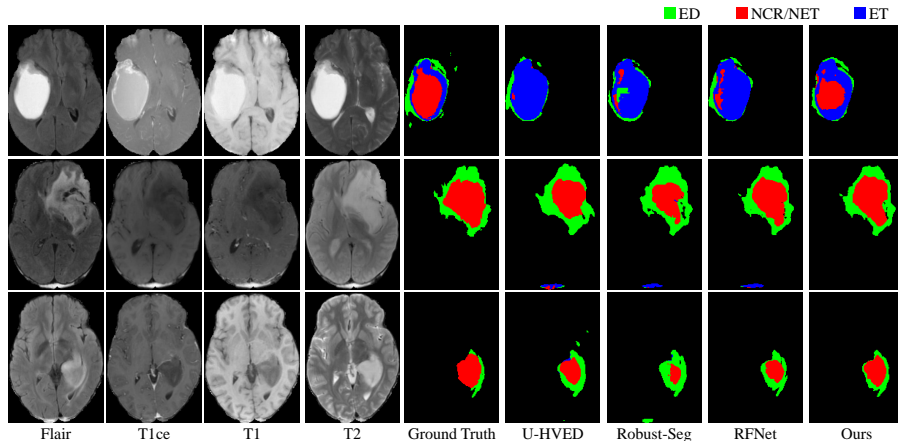 ED NCR/NET ET
Flair T1ce T1 T2 Ground Truth U-HVED Robust-Seg RFNet Ours